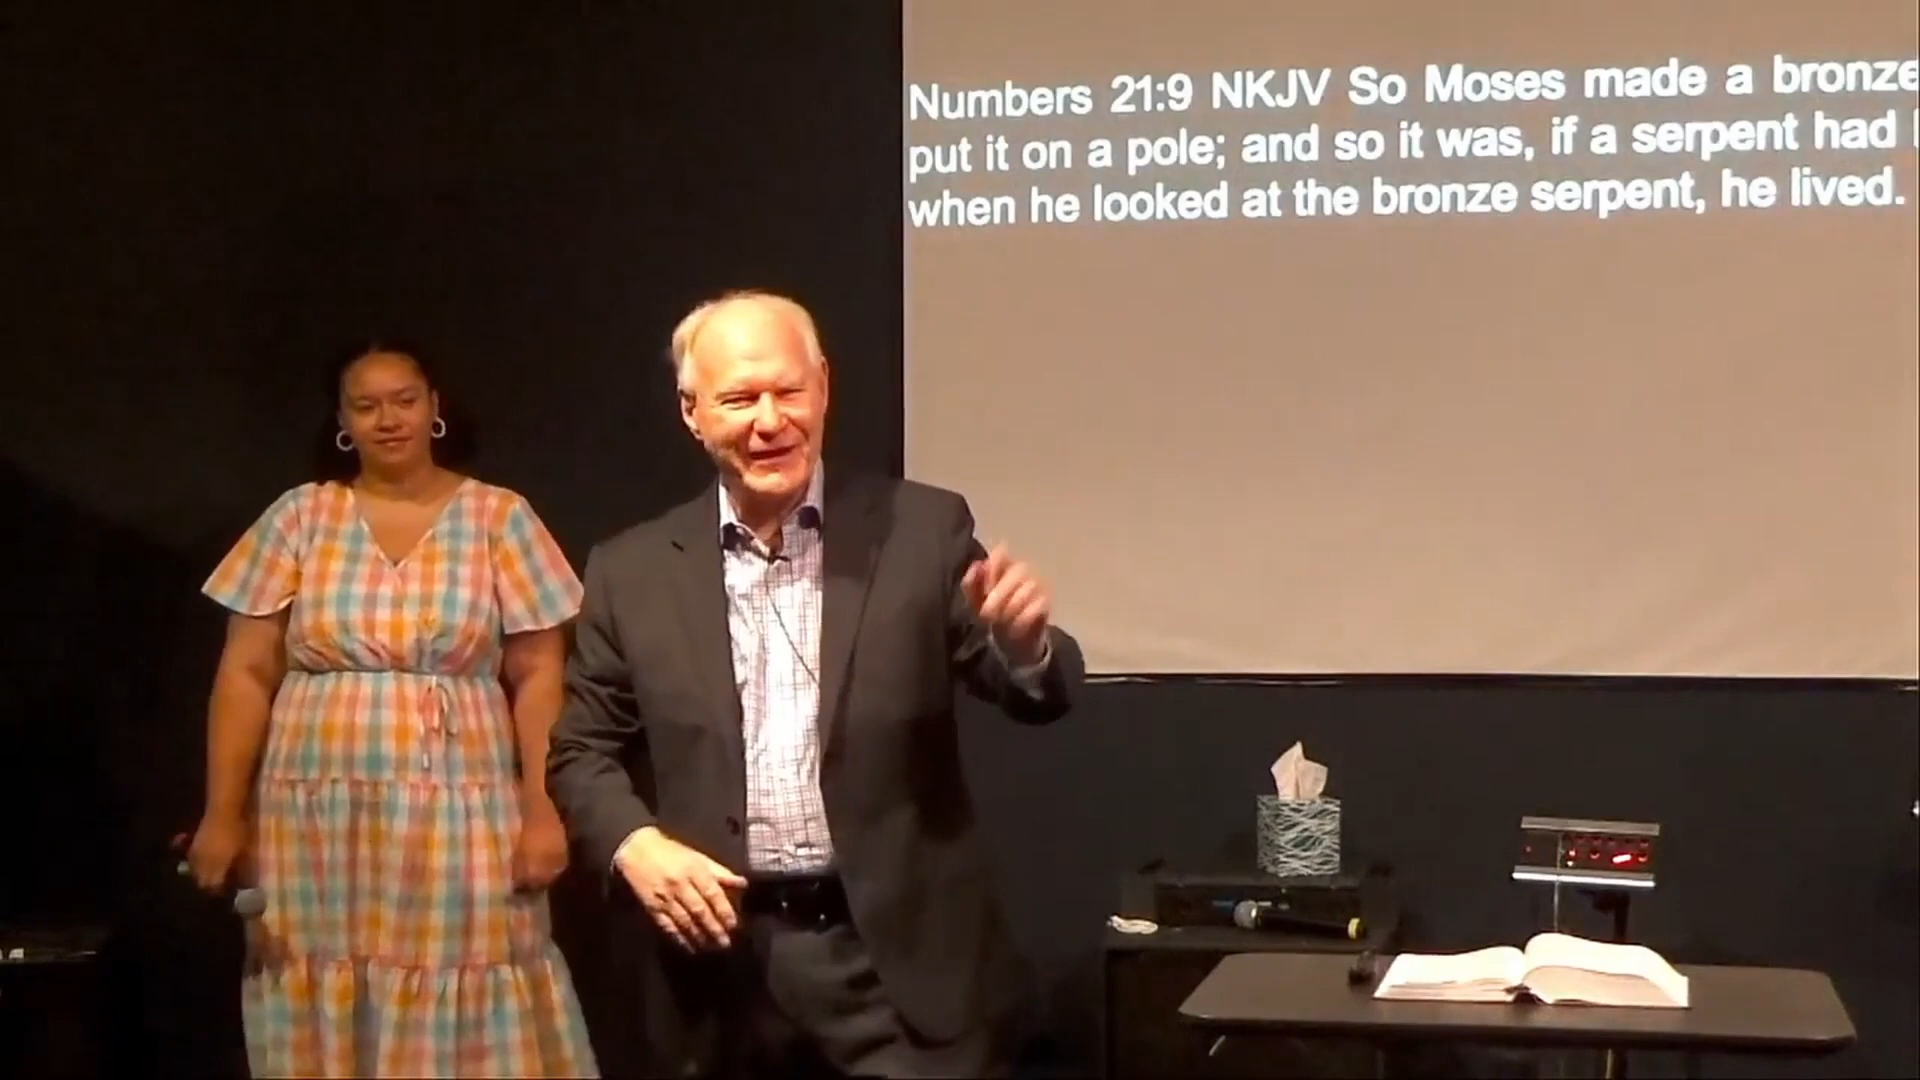 Numbers 21:9 NKJV So Moses made a bronze
put it on a pole; and so it was, if a serpent had
when he looked at the bronze serpent, he lived.